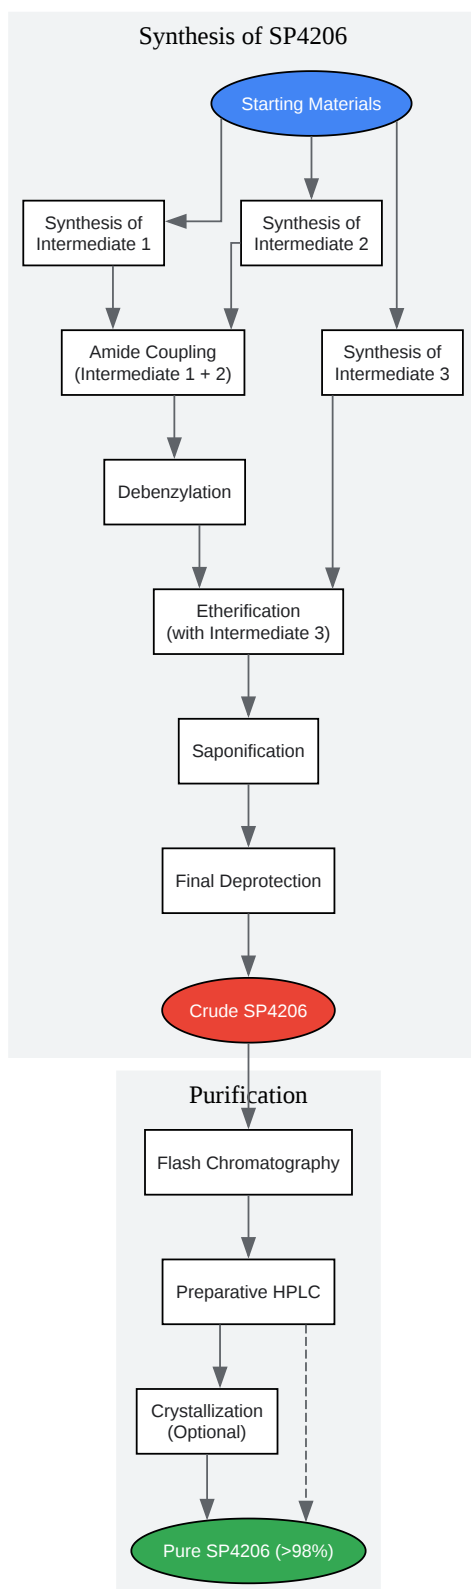 Synthesis of SP4206
Starting Materials
Synthesis of
Intermediate 1
Synthesis of
Intermediate 2
Amide Coupling
(Intermediate 1 + 2)
Synthesis of
Intermediate 3
Debenzylation
Etherification
(with Intermediate 3)
Saponification
Final Deprotection
Crude SP4206
Purification
Flash Chromatography
Preparative HPLC
Crystallization
(Optional)
Pure SP4206 (>98%)